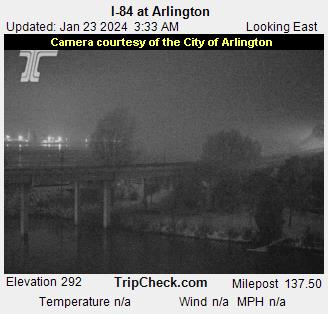 I-84 at Arlington
Updated: Jan 23 2024 3:33 AM Looking East
Camera courtesy of the City of Arlington
Elevation 292 TripCheck.com Milepost 137.50
Temperature n/a Wind n/a MPH n/a